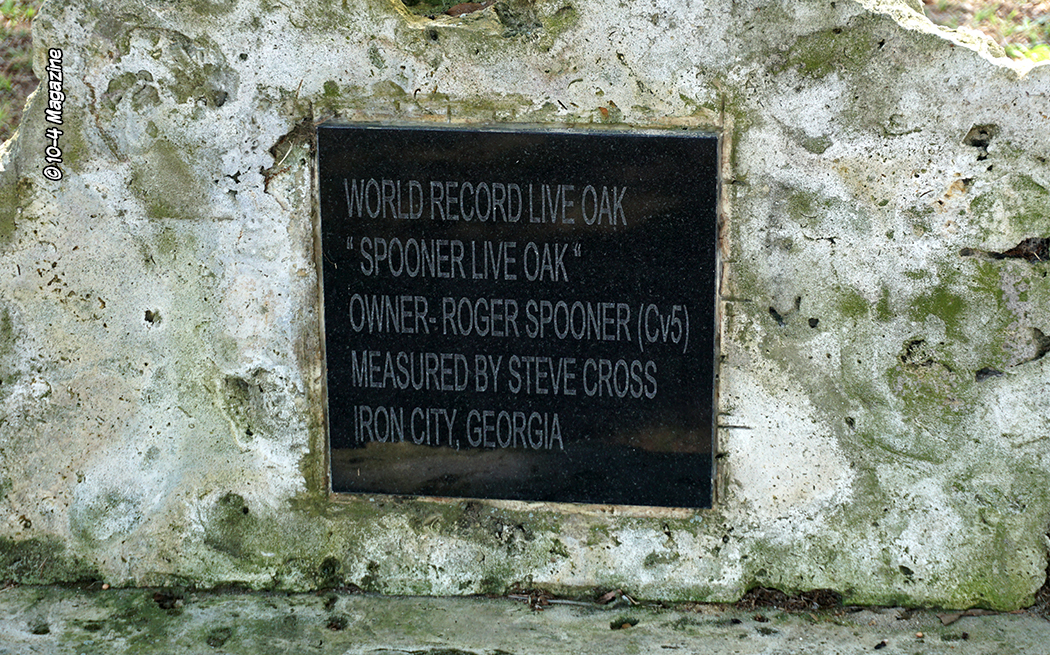 © 10-4 Magazine
WORLD RECORD LIVE OAK
“ SPOONER LIVE OAK “
OWNER- ROGER SPOONER (Cv5)
MEASURED BY STEVE CROSS
IRON CITY, GEORGIA